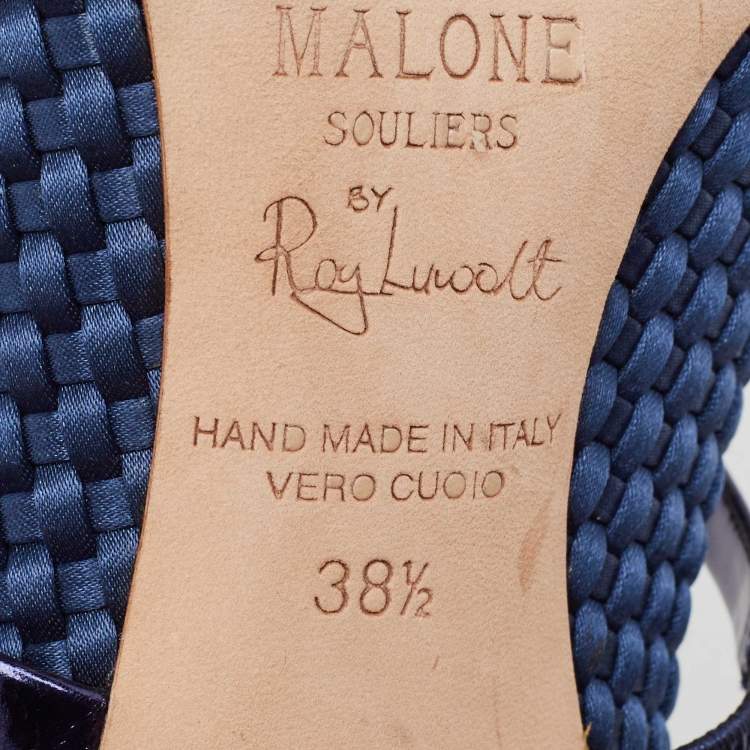 MALONE
SOULIERS
BY
Roy Luwolt
HAND MADE IN ITALY
VERO CUOIO
38½